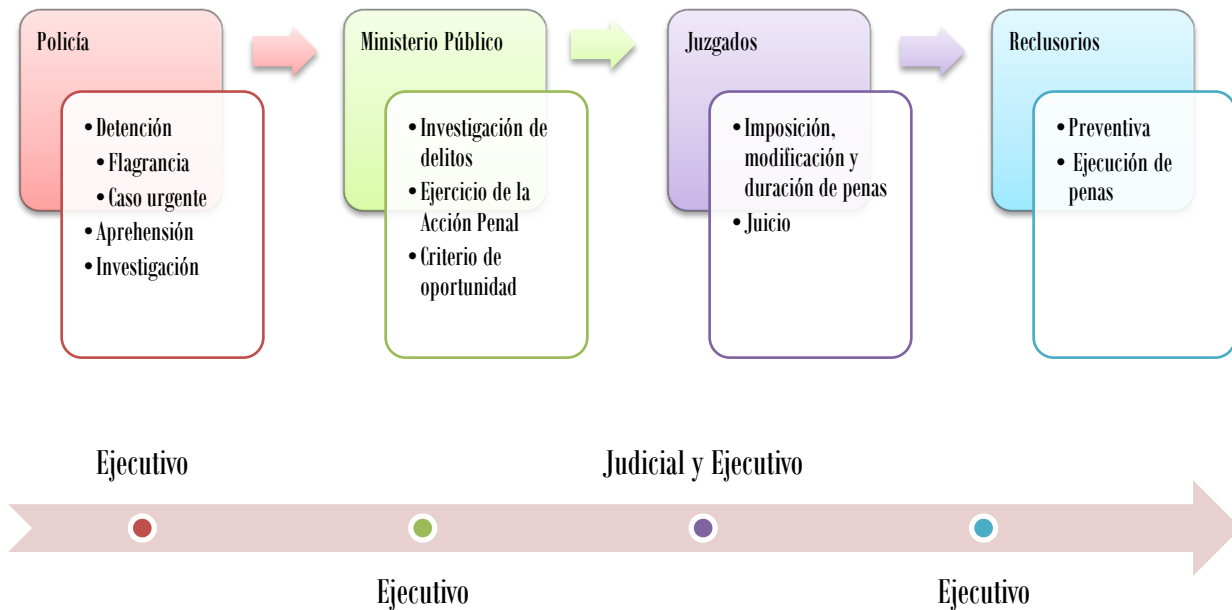 Policía
• Detención
• Flagrancia
• Caso urgente
• Aprehensión
• Investigación
Ministerio Público
• Investigación de
delitos
• Ejercicio de la
Acción Penal
• Criterio de
oportunidad
Juzgados
• Imposición,
modificación y
duración de penas
• Juicio
Reclusorios
• Preventiva
• Ejecución de
penas
Ejecutivo
Judicial y Ejecutivo
Ejecutivo
Ejecutivo